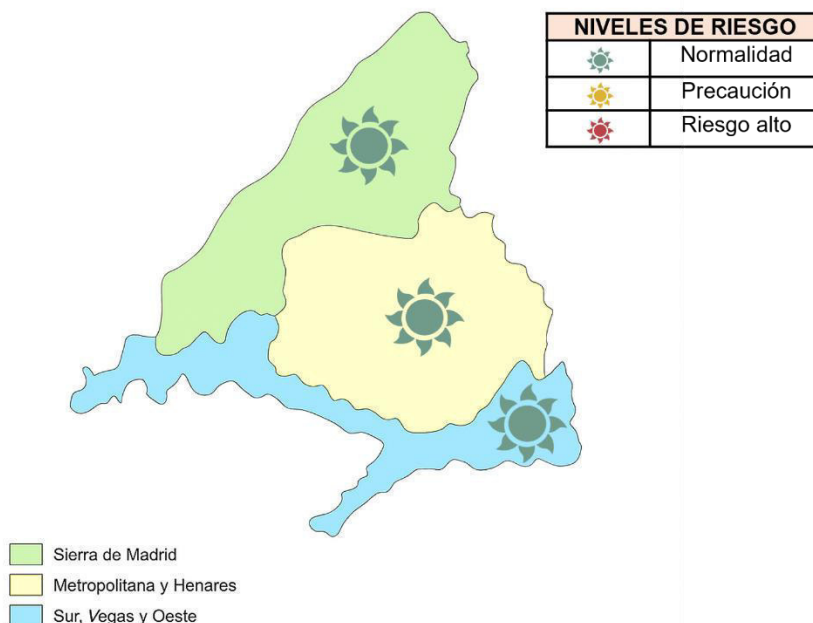 NIVELES DE RIESGO
Normalidad
Precaución
Riesgo alto
Sierra de Madrid
Metropolitana y Henares
Sur, Vegas y Oeste